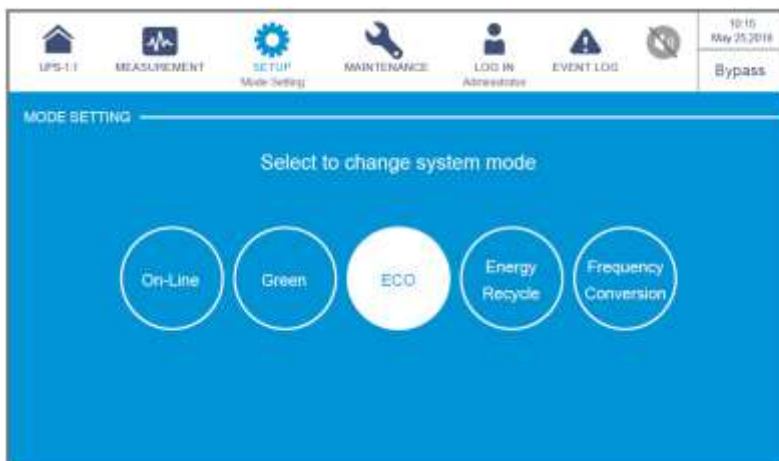 10:15
May 25,2018
UPS-1.1
MEASUREMENT
SETUP
Mode Setting
MAINTENANCE
LOG IN
Administrator
EVENT LOG
Bypass
MODE SETTING
Select to change system mode
On-Line
Green
ECO
Energy
Recycle
Frequency
Conversion